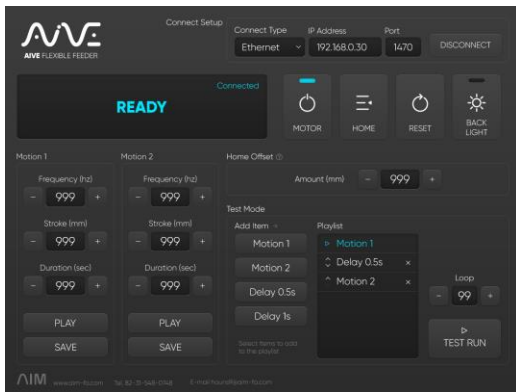 Connect Setup
Connect Type
IP Address
Port
Ethernet
192.168.0.30
1470
DISCONNECT
AIVE
AIVE FLEXIBLE FEEDER
Connected
READY
MOTOR
HOME
RESET
BACK
LIGHT
Motion 1
Frequency (hz)
- 999 +
Stroke (mm)
- 999 +
Duration (sec)
- 999 +
PLAY
SAVE
Motion 2
Frequency (hz)
- 999 +
Stroke (mm)
- 999 +
Duration (sec)
- 999 +
PLAY
SAVE
Home Offset
Amount (mm) - 999 +
Test Mode
Add Item +
Motion 1
Motion 2
Delay 0.5s
Delay 1s
Select items to add
to the playlist
Playlist
Motion 1
Delay 0.5s ×
Motion 2 ×
Loop
- 99 +
TEST RUN
AIM
www.aim-fa.com